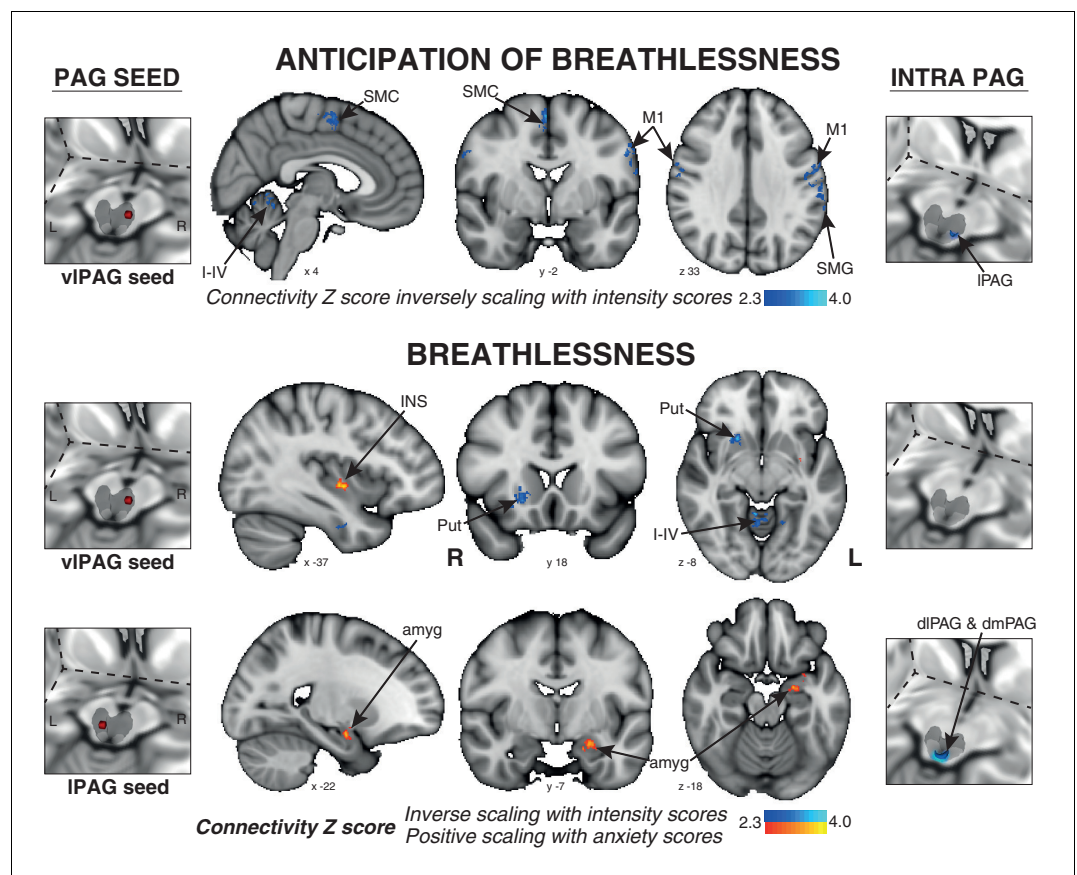 ANTICIPATION OF BREATHLESSNESS
PAG SEED
INTRA PAG
SMC
SMC
M1
M1
L
R
I-IV
x 4
y -2
z 33
SMG
lPAG
vlPAG seed
Connectivity Z score inversely scaling with intensity scores 2.3 4.0
BREATHLESSNESS
INS
Put
L
R
Put
I-IV
vlPAG seed
x -37
R
y 18
z -8
L
amyg
dlPAG & dmPAG
L
R
amyg
lPAG seed
x -22
y -7
z -18
Connectivity Z score
Inverse scaling with intensity scores
Positive scaling with anxiety scores
2.3 4.0